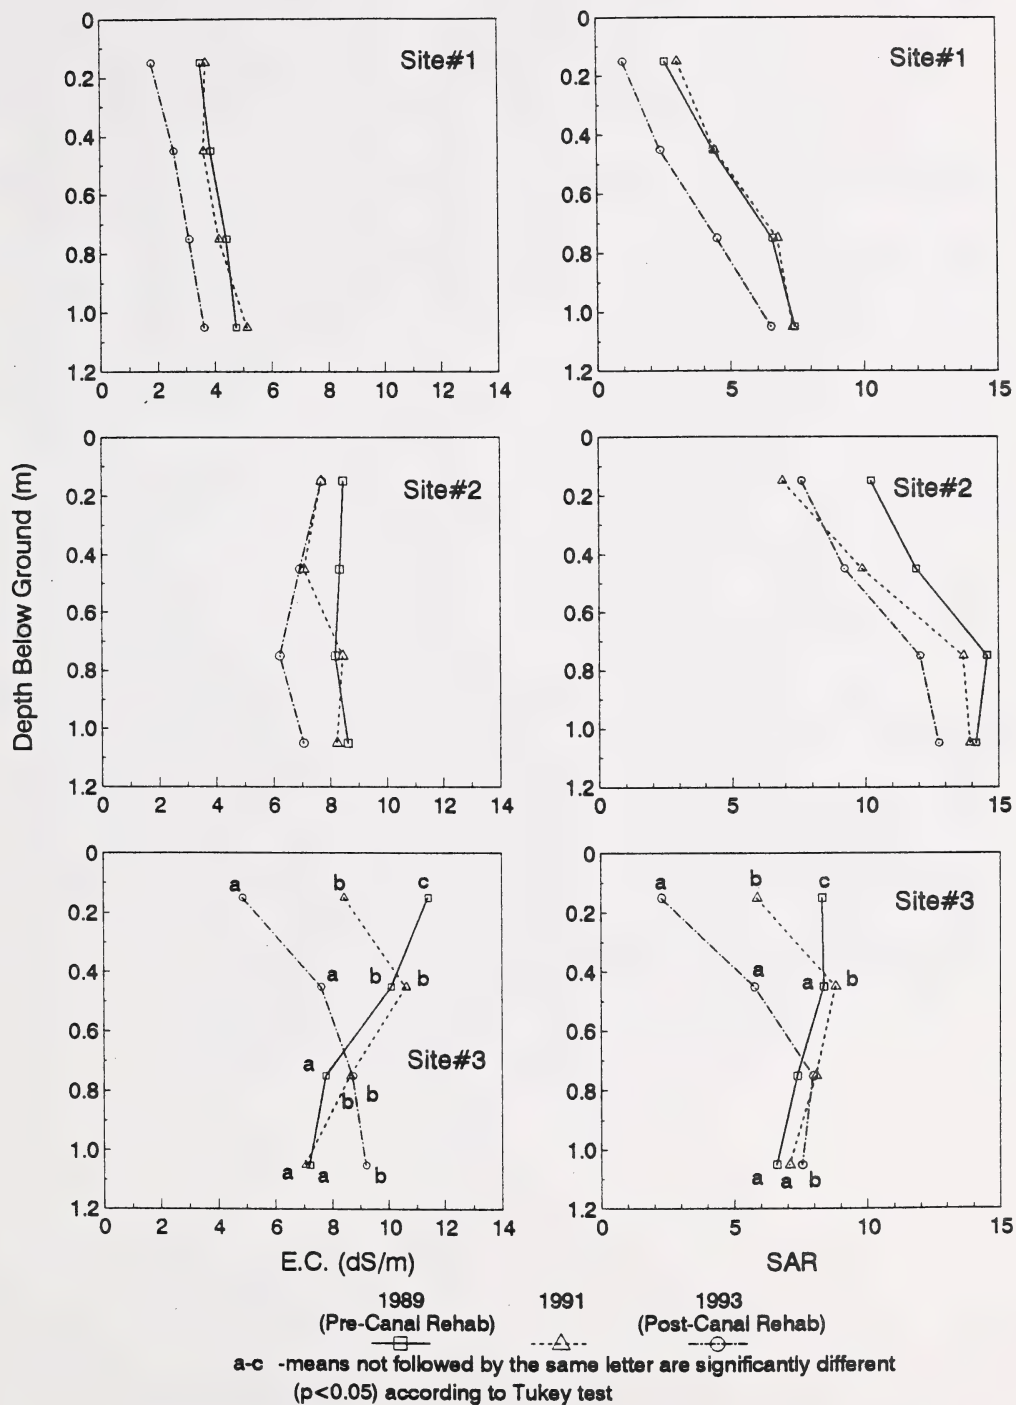 0
0.2
0.4
0.6
0.8
1.0
1.2
0 2 4 6 8 10 12 14
Site#1
0
0.2
0.4
0.6
0.8
1.0
1.2
0 5 10 15
Site#1
Depth Below Ground (m)
0
0.2
0.4
0.6
0.8
1.0
1.2
0 2 4 6 8 10 12 14
Site#2
0
0.2
0.4
0.6
0.8
1.0
1.2
0 5 10 15
Site#2
0
0.2
0.4
0.6
0.8
1.0
1.2
0 2 4 6 8 10 12 14
a b c
a b b
Site#3
a
b b
a a b
E.C. (dS/m)
0
0.2
0.4
0.6
0.8
1.0
1.2
0 5 10 15
a b c
Site#3
a a b
a a b
SAR
1989 1991 1993
(Pre-Canal Rehab) (Post-Canal Rehab)
a-c -means not followed by the same letter are significantly different
(p<0.05) according to Tukey test